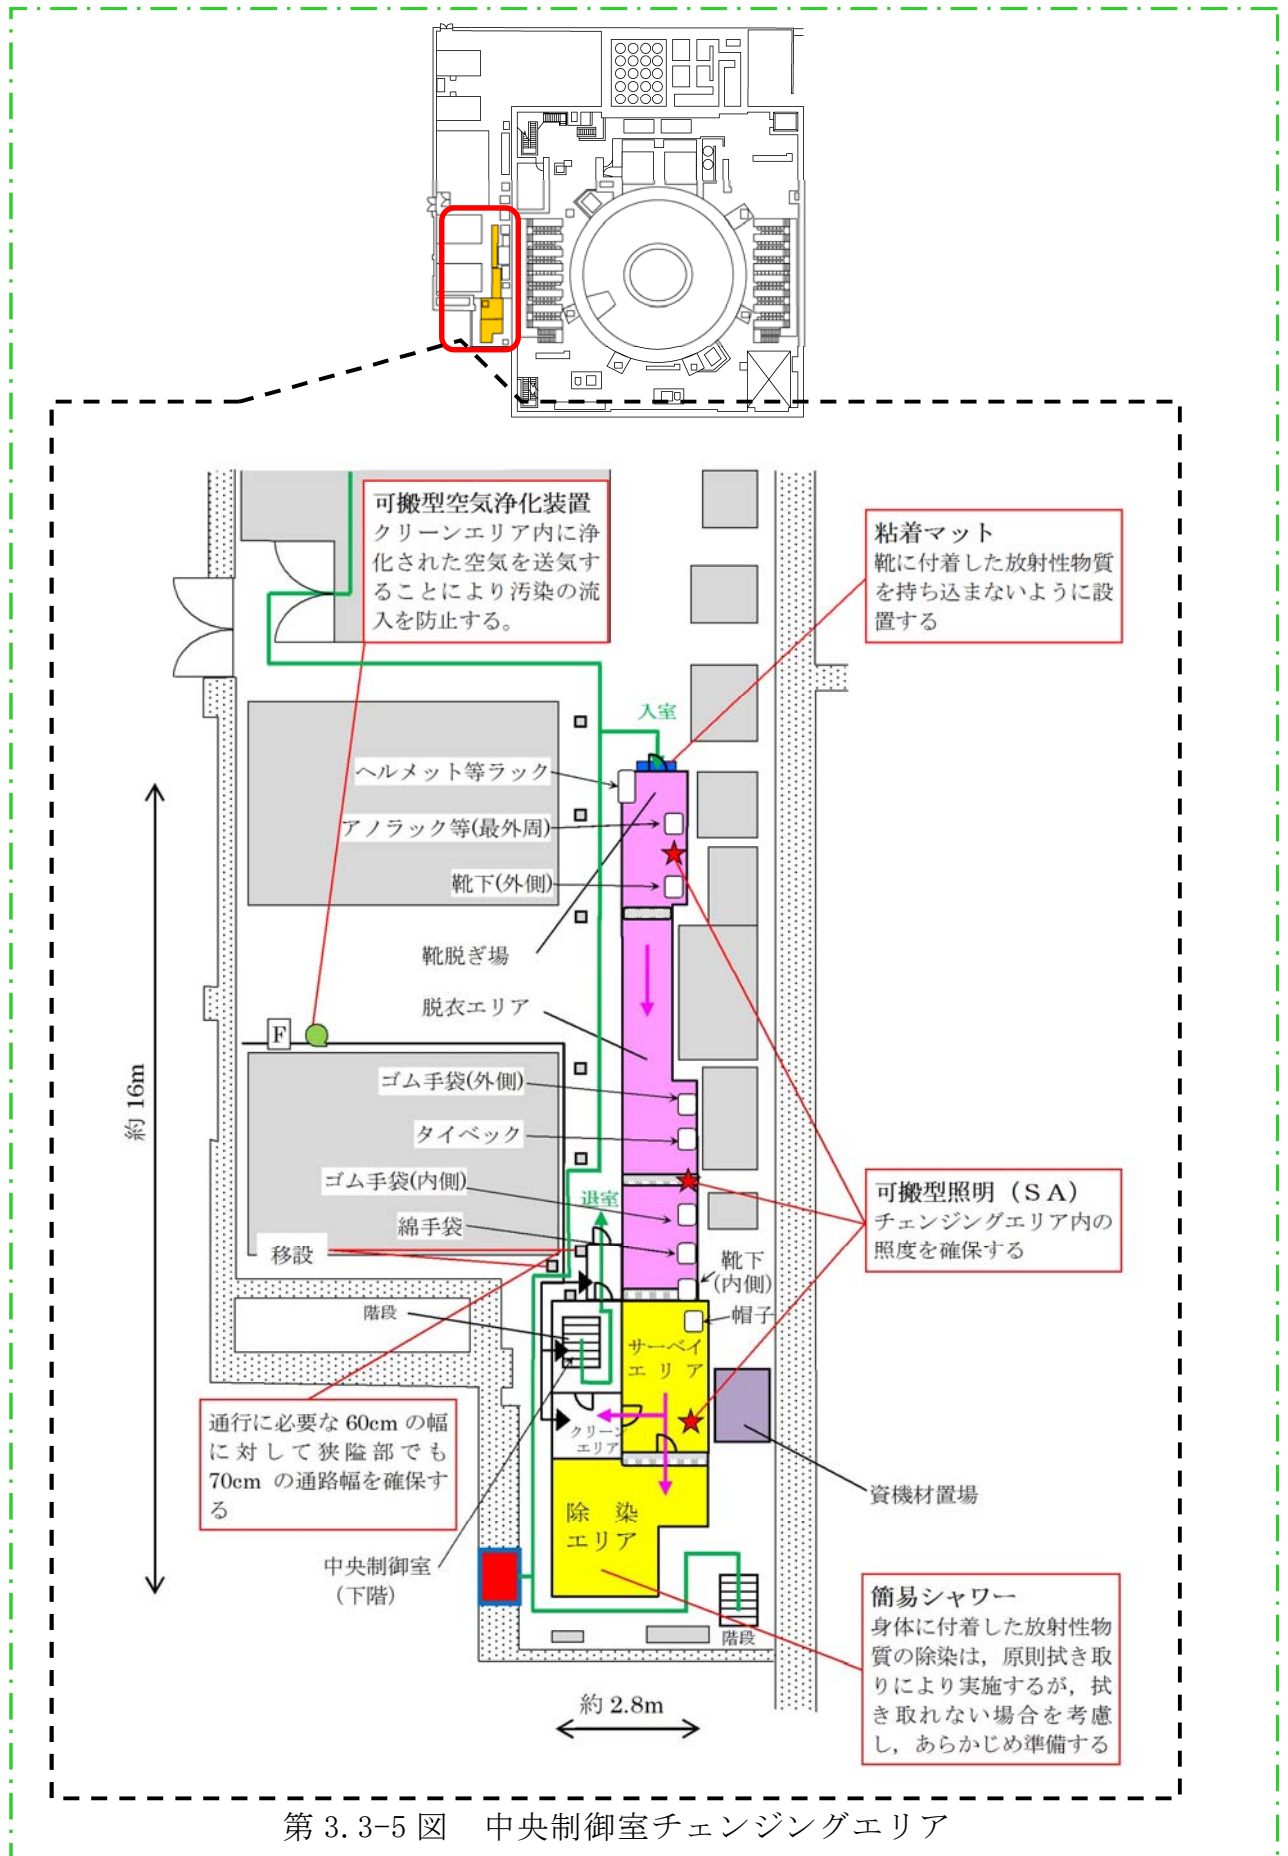 可搬型空気浄化装置
クリーンエリア内に浄
化された空気を送気す
ることにより汚染の流
入を防止する。
粘着マット
靴に付着した放射性物質
を持ち込まないように設
置する
入室
ヘルメット等ラック
アノラック等(最外周)
靴下(外側)
靴脱ぎ場
脱衣エリア
F
約 16m
ゴム手袋(外側)
タイベック
ゴム手袋(内側)
退室
綿手袋
移設
靴下
(内側)
帽子
可搬型照明（ＳＡ）
チェンジングエリア内の
照度を確保する
階段
サーベイ
エリア
クリーン
エリア
通行に必要な 60cm の幅
に対して狭隘部でも
70cm の通路幅を確保す
る
資機材置場
除 染
エリア
中央制御室
（下階）
階段
簡易シャワー
身体に付着した放射性物
質の除染は，原則拭き取
りにより実施するが，拭
き取れない場合を考慮
し，あらかじめ準備する
約 2.8m
第 3.3-5 図　中央制御室チェンジングエリア